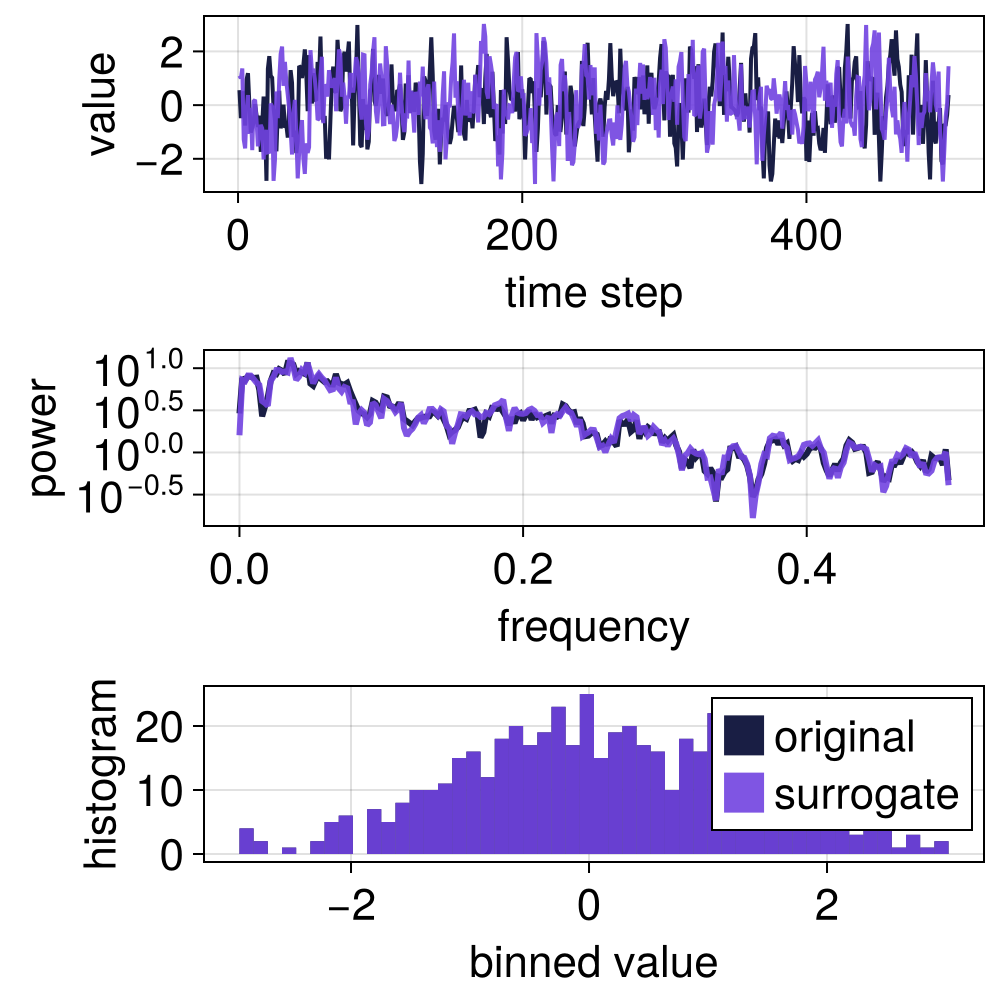 value
2
0
−2
0 200 400
time step
power
10^1.0
10^0.5
10^0.0
10^−0.5
0.0 0.2 0.4
frequency
histogram
20
10
0
original
surrogate
−2 0 2
binned value